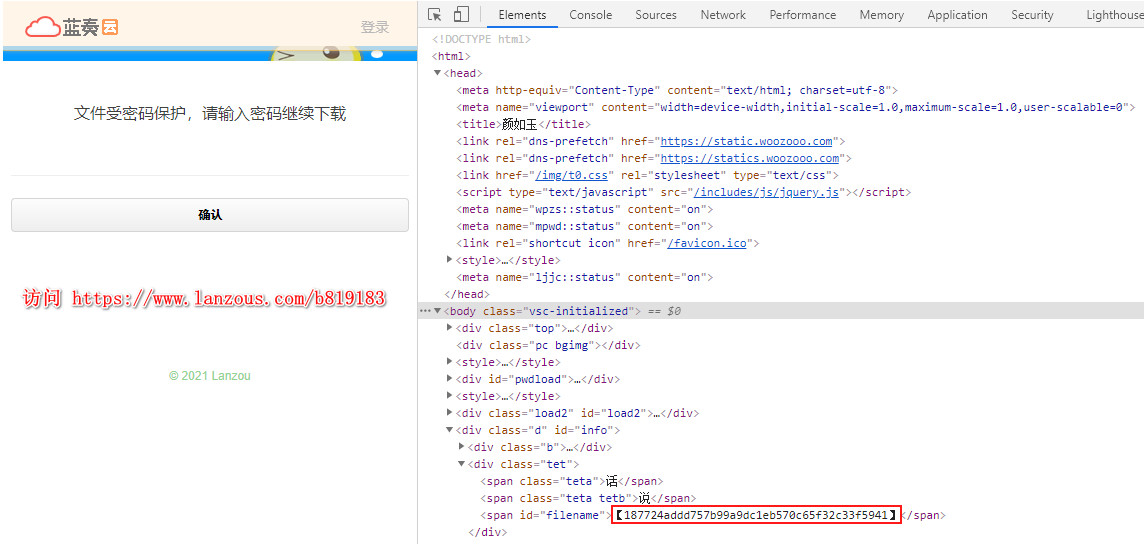 蓝奏云
登录
文件受密码保护，请输入密码继续下载
确认
访问 https://www.lanzous.com/b819183
© 2021 Lanzou
Elements Console Sources Network Performance Memory Application Security Lighthouse
<!DOCTYPE html>
<html>
▼<head>
<meta http-equiv="Content-Type" content="text/html; charset=utf-8">
<meta name="viewport" content="width=device-width,initial-scale=1.0,maximum-scale=1.0,user-scalable=0">
<title>颜如玉</title>
<link rel="dns-prefetch" href="https://static.woozooo.com">
<link rel="dns-prefetch" href="https://statics.woozooo.com">
<link href="/img/t0.css" rel="stylesheet" type="text/css">
<script type="text/javascript" src="/includes/js/jquery.js"></script>
<meta name="wpzs::status" content="on">
<meta name="mpwd::status" content="on">
<link rel="shortcut icon" href="/favicon.ico">
▶<style>…</style>
<meta name="ljjc::status" content="on">
</head>
…▼<body class="vsc-initialized"> == $0
▶<div class="top">…</div>
<div class="pc bgimg"></div>
▶<style>…</style>
▶<div id="pwdload">…</div>
▶<style>…</style>
▶<div class="load2" id="load2">…</div>
▼<div class="d" id="info">
▶<div class="b">…</div>
▼<div class="tet">
<span class="teta">话</span>
<span class="teta tetb">说</span>
<span id="filename">【187724addd757b99a9dc1eb570c65f32c33f5941】</span>
</div>